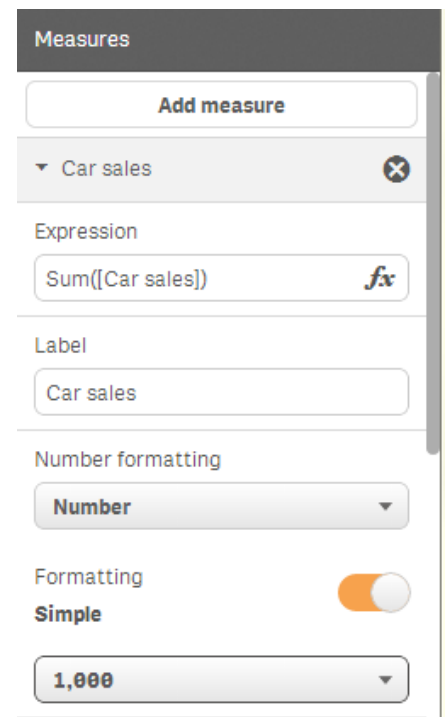 Measures
Add measure
Car sales
Expression
Sum([Car sales]) fx
Label
Car sales
Number formatting
Number
Formatting
Simple
1,000